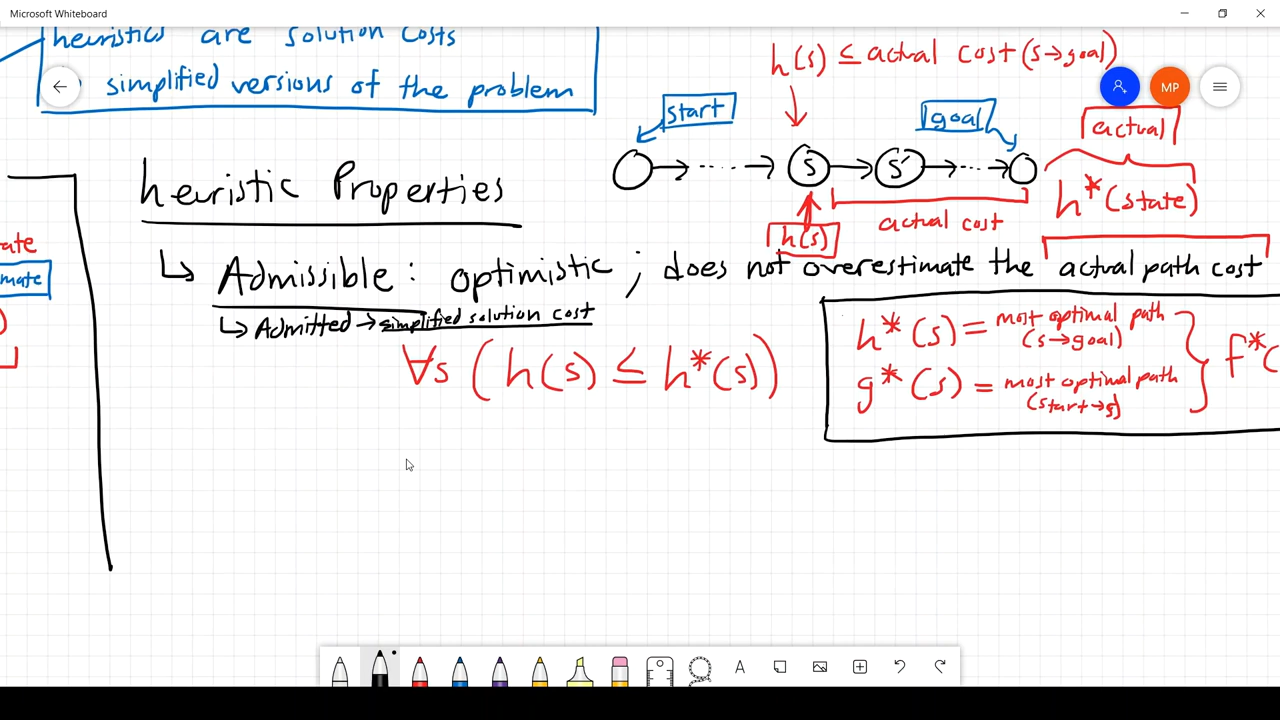 Microsoft Whiteboard
heuristics are solution costs
simplified versions of the problem
h(s) ≤ actual cost (s→goal)
MP
start
goal
actual
s
s'
h*(state)
actual cost
h(s)
heuristic Properties
Admissible : optimistic ; does not overestimate the actual path cost
Admitted → simplified solution cost
∀s (h(s) ≤ h*(s))
h*(s) = most optimal path
(s→goal)
g*(s) = most optimal path
(start→s)
f*(
A